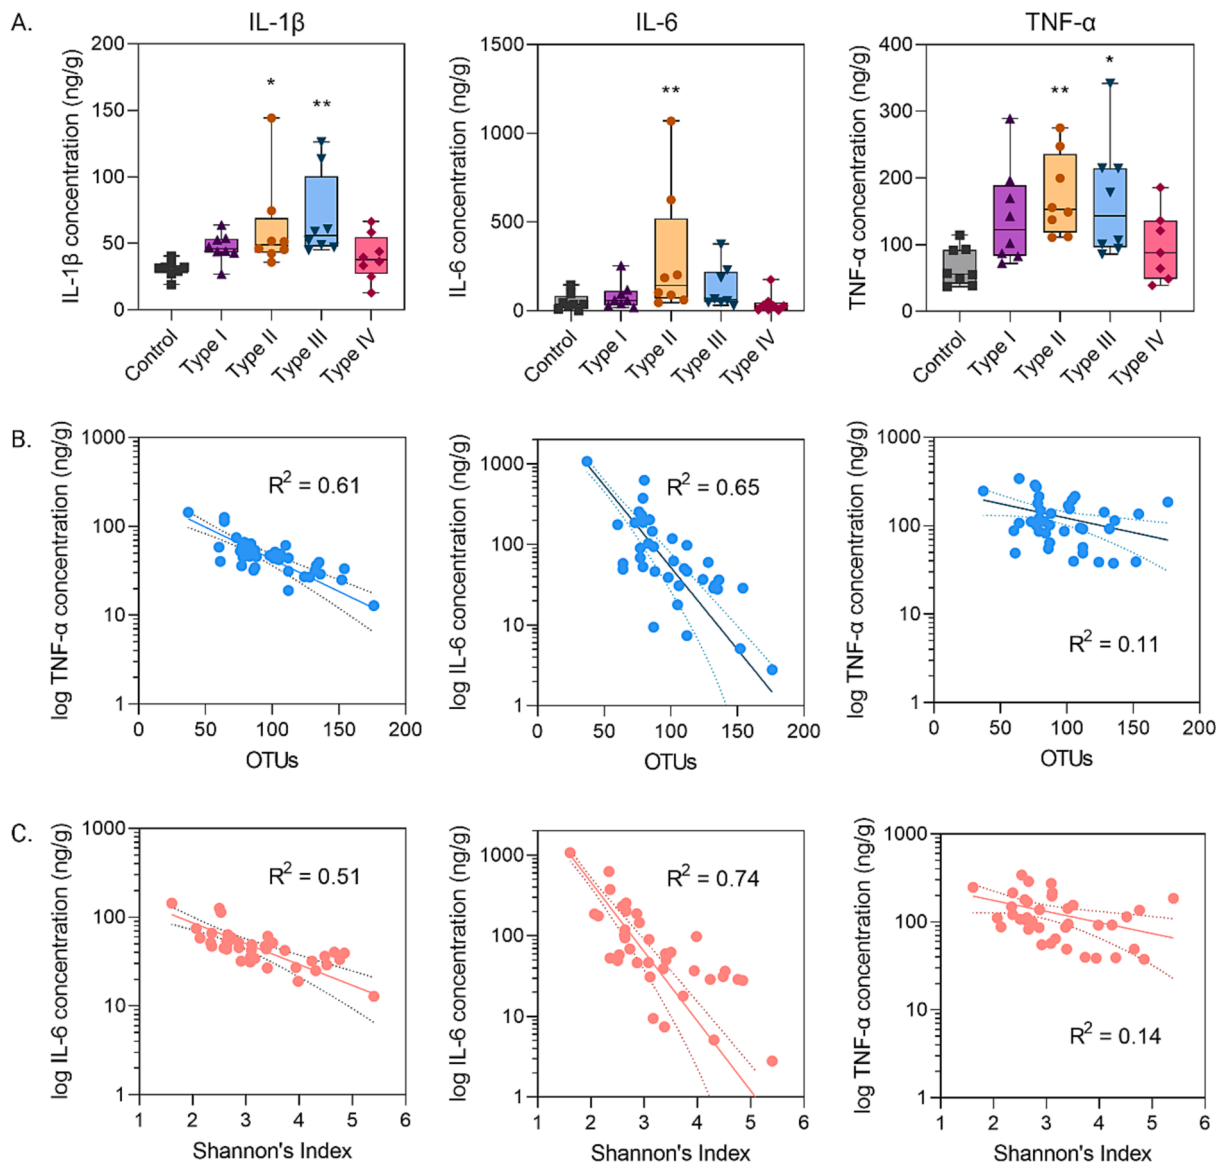 A.
IL-1β
IL-6
TNF-α
IL-1β concentration (ng/g)
200
150
100
50
0
*
**
Control
Type I
Type II
Type III
Type IV
IL-6 concentration (ng/g)
1500
1000
500
0
**
Control
Type I
Type II
Type III
Type IV
TNF-α concentration (ng/g)
400
300
200
100
0
**
*
Control
Type I
Type II
Type III
Type IV
B.
log TNF-α concentration (ng/g)
1000
100
10
1
R² = 0.61
0 50 100 150 200
OTUs
log IL-6 concentration (ng/g)
1000
100
10
1
R² = 0.65
0 50 100 150 200
OTUs
log TNF-α concentration (ng/g)
1000
100
10
1
R² = 0.11
0 50 100 150 200
OTUs
C.
log IL-6 concentration (ng/g)
1000
100
10
1
R² = 0.51
1 2 3 4 5 6
Shannon's Index
log IL-6 concentration (ng/g)
1000
100
10
1
R² = 0.74
1 2 3 4 5 6
Shannon's Index
log TNF-α concentration (ng/g)
1000
100
10
1
R² = 0.14
1 2 3 4 5 6
Shannon's Index